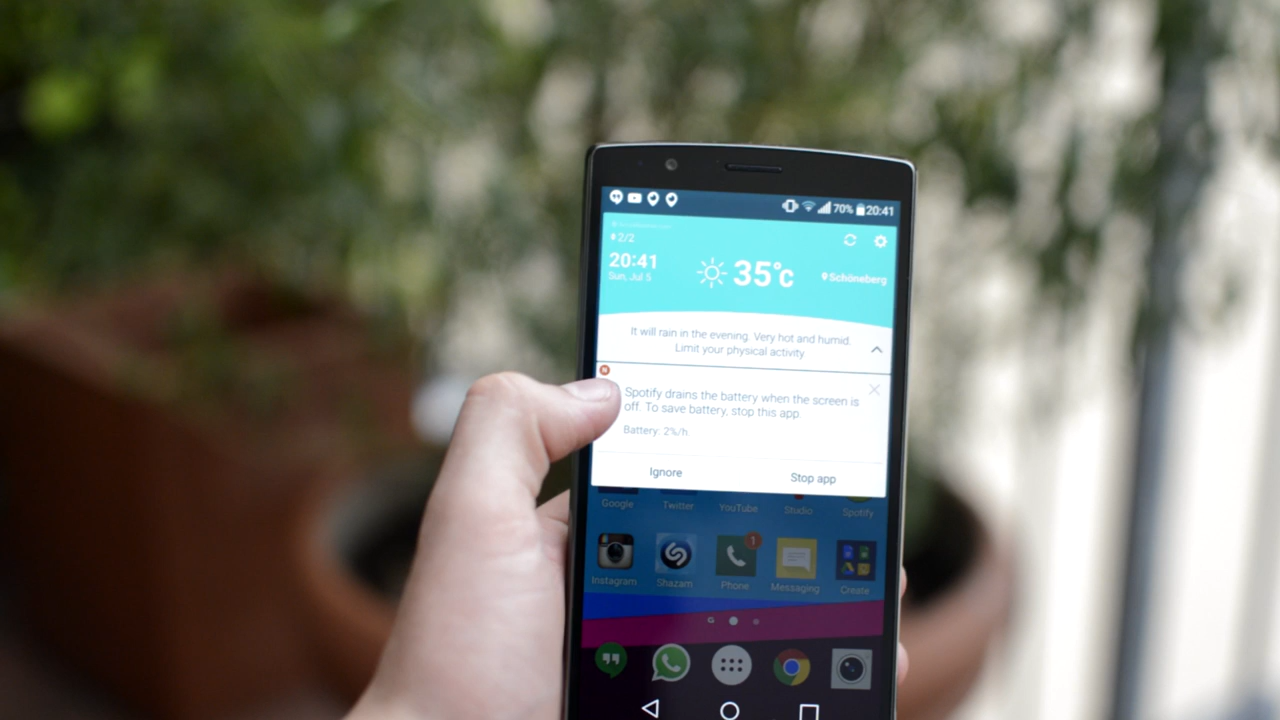 70% 20:41
2/2
20:41
Sun, Jul 5
35°c
Schöneberg
It will rain in the evening. Very hot and humid.
Limit your physical activity.
Spotify drains the battery when the screen is
off. To save battery, stop this app.
Battery: 2%/h
Ignore Stop app
Google Twitter YouTube Studio Spotify
1
Instagram Shazam Phone Messaging Create
G